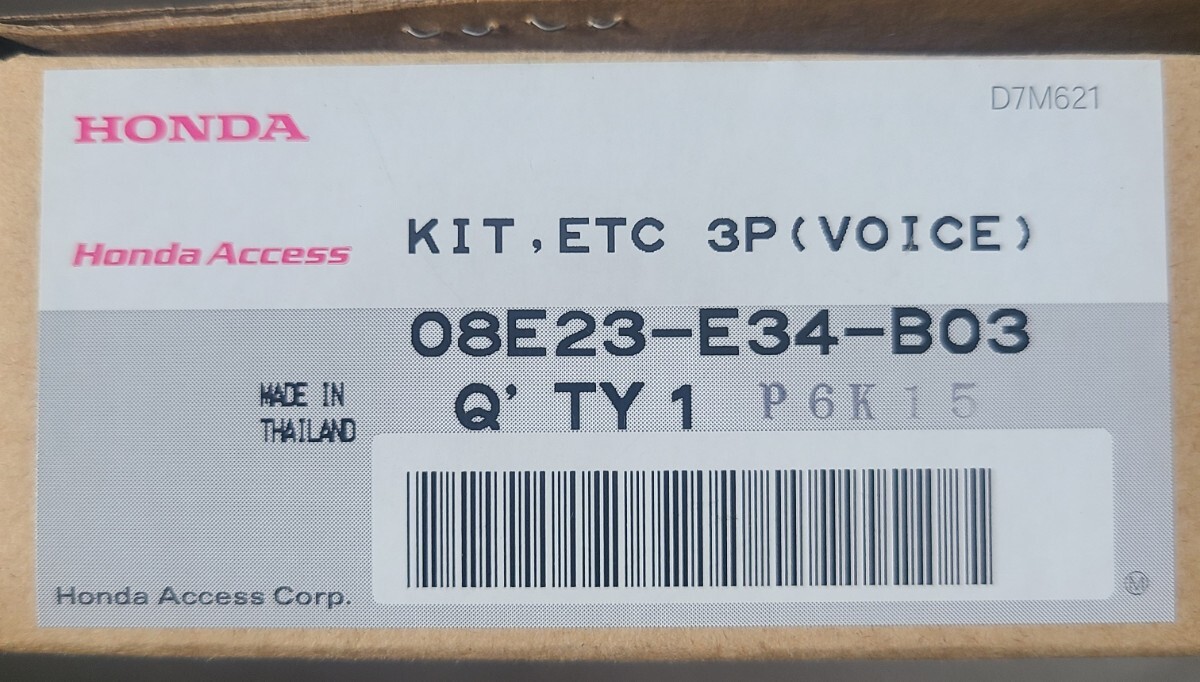 D7M621
HONDA
KIT,ETC 3P(VOICE)
Honda Access
08E23-E34-B03
MADE IN
THAILAND
Q'TY 1 P6K15
Honda Access Corp.
M